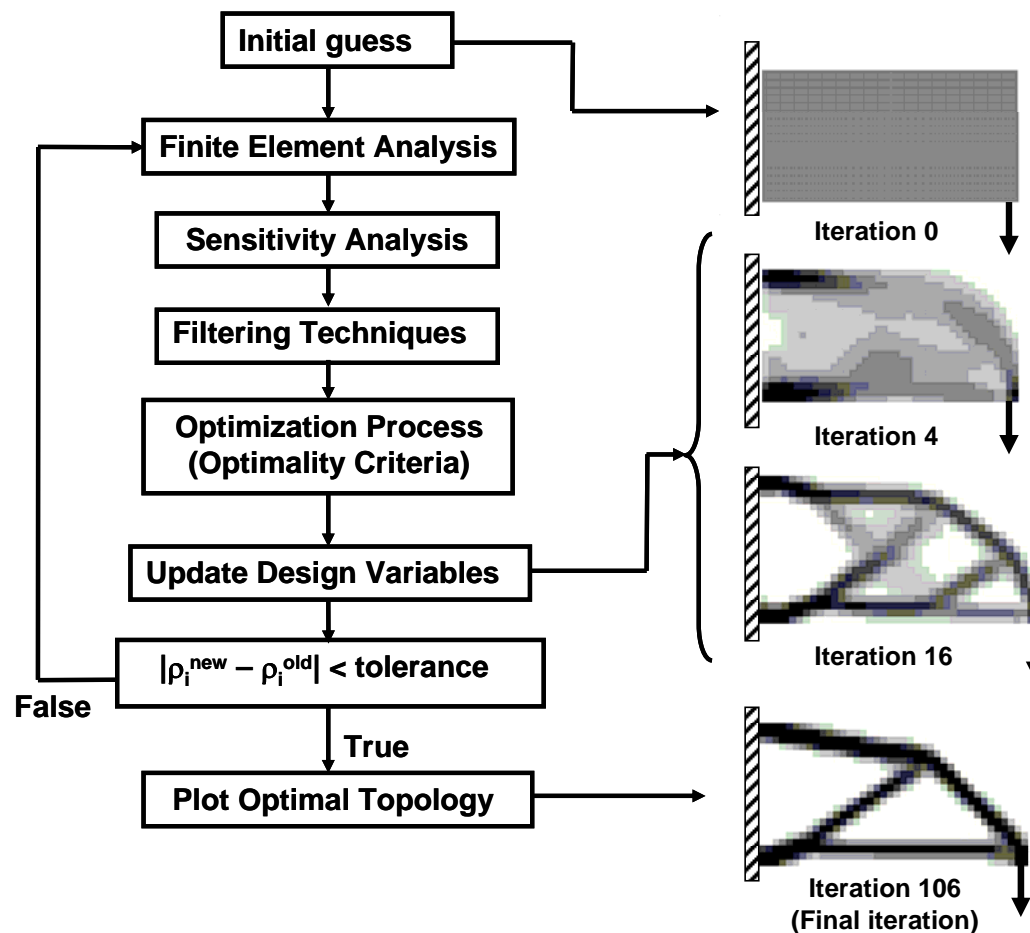 Initial guess
Finite Element Analysis
Sensitivity Analysis
Filtering Techniques
Optimization Process
(Optimality Criteria)
Update Design Variables
|ρᵢⁿᵉʷ – ρᵢᵒˡᵈ| < tolerance
False
True
Plot Optimal Topology
Iteration 0
Iteration 4
Iteration 16
Iteration 106
(Final iteration)